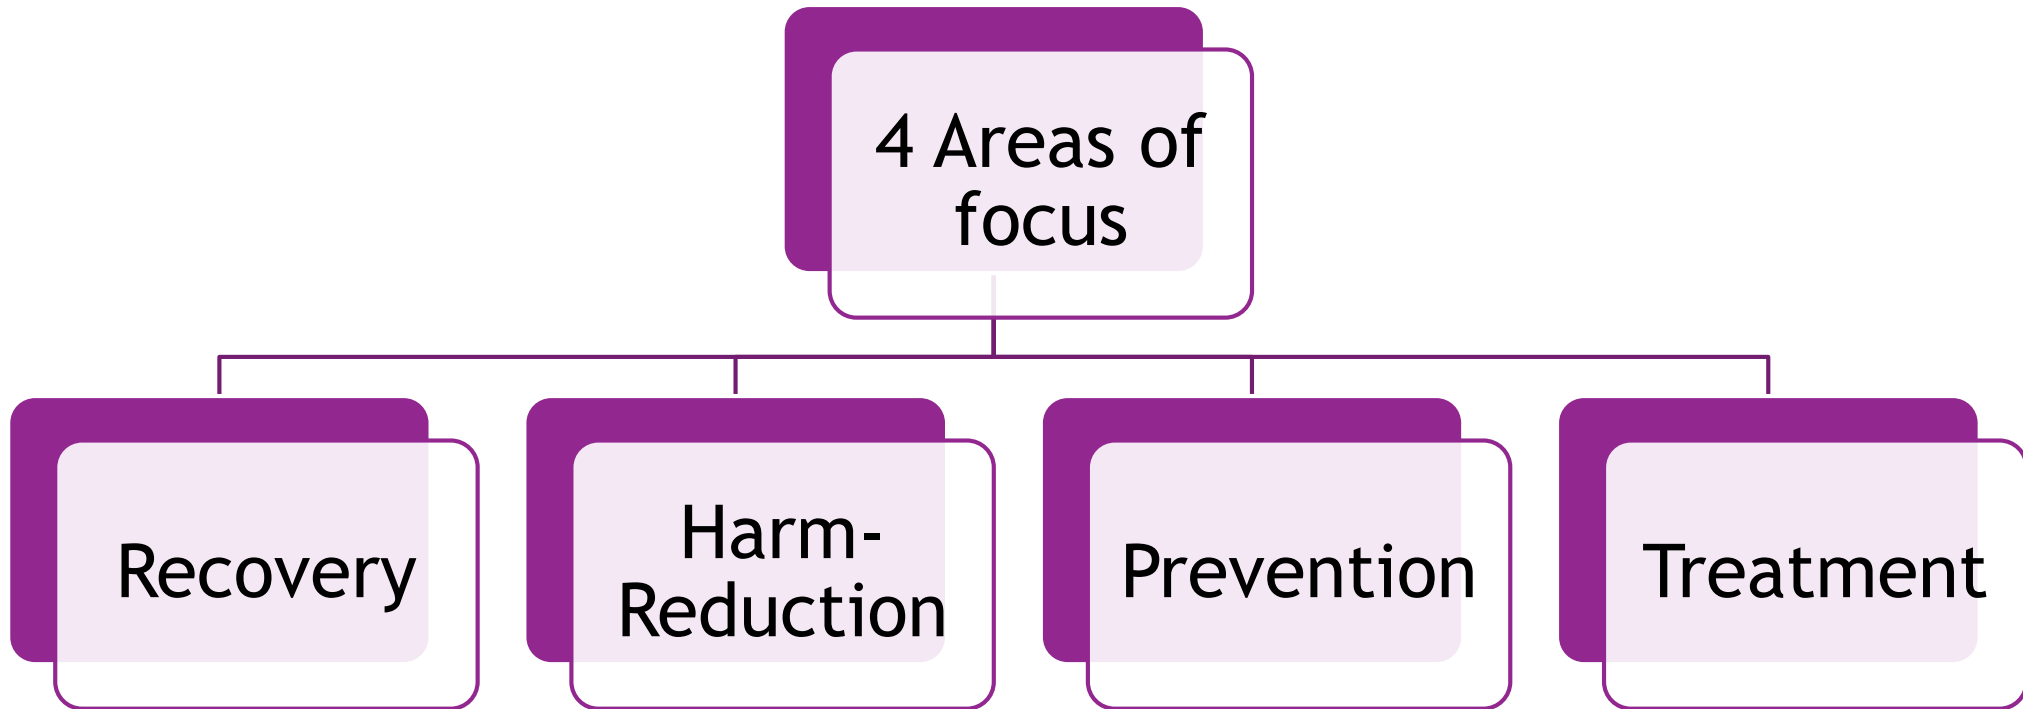 4 Areas of
focus
Recovery
Harm-
Reduction
Prevention
Treatment